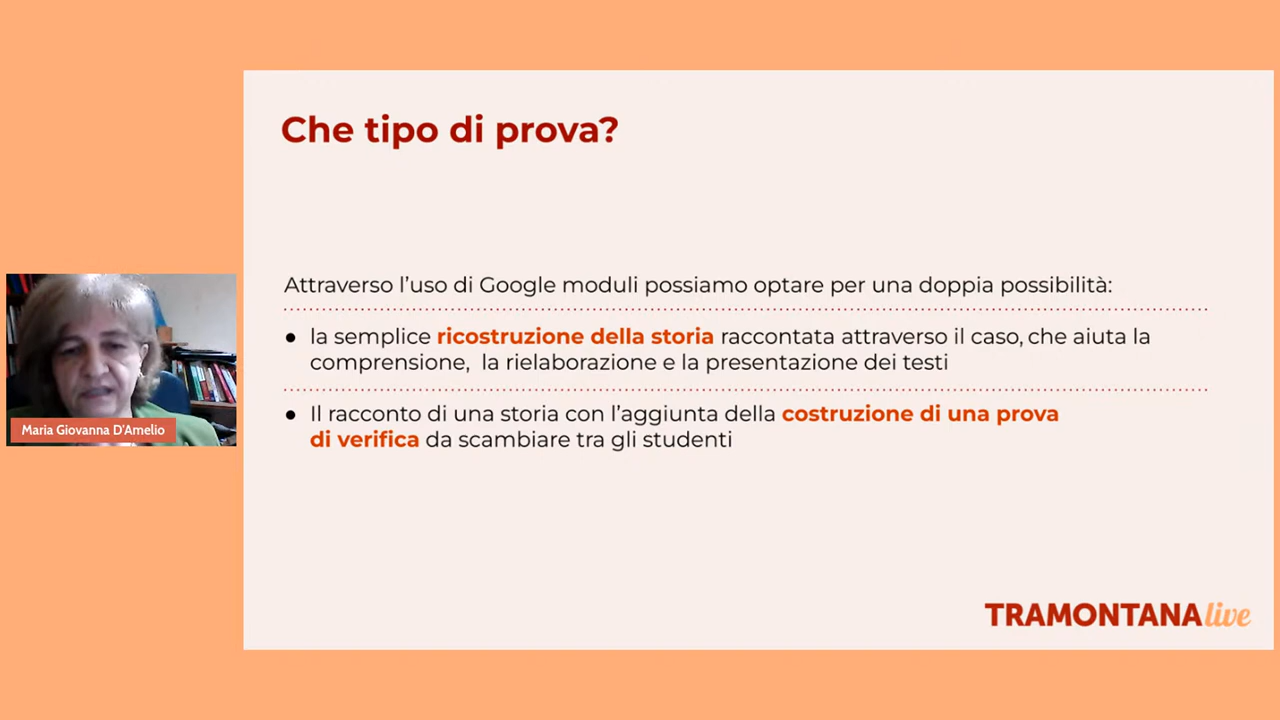 Che tipo di prova?
Attraverso l'uso di Google moduli possiamo optare per una doppia possibilità:
● la semplice ricostruzione della storia raccontata attraverso il caso, che aiuta la
comprensione, la rielaborazione e la presentazione dei testi
● Il racconto di una storia con l'aggiunta della costruzione di una prova
di verifica da scambiare tra gli studenti
Maria Giovanna D'Amelio
TRAMONTANA live